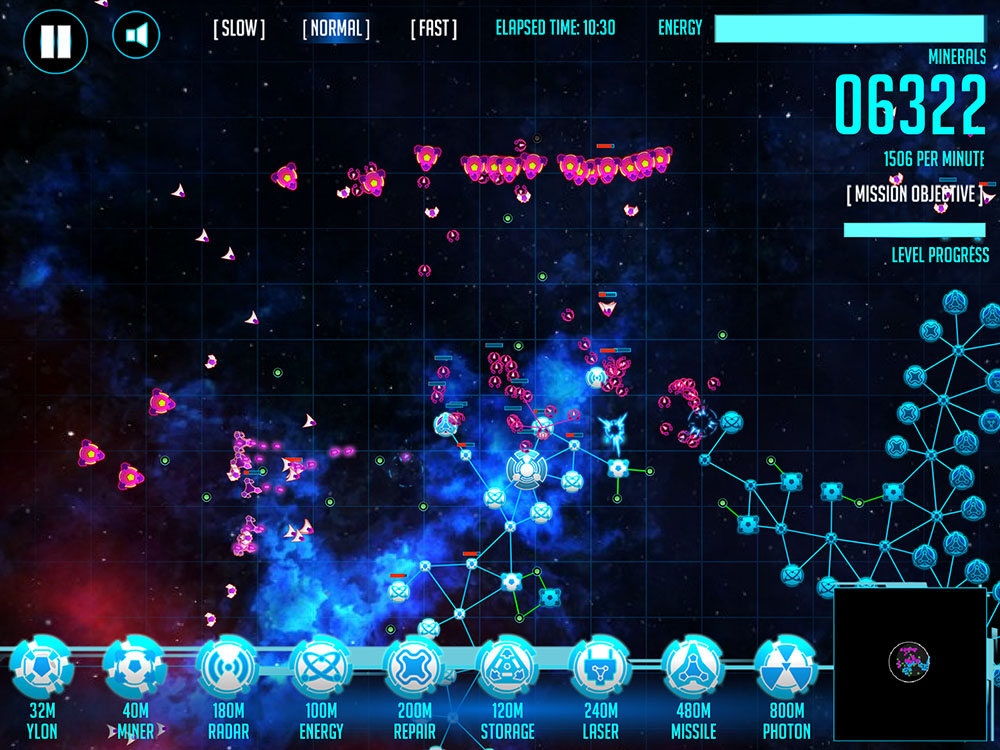 [ SLOW ] [ NORMAL ] [ FAST ] ELAPSED TIME: 10:30 ENERGY
MINERALS
06322
1506 PER MINUTE
[ MISSION OBJECTIVE ]
LEVEL PROGRESS
32M 40M 180M 100M 200M 120M 240M 480M 800M
YLON MINER RADAR ENERGY REPAIR STORAGE LASER MISSILE PHOTON